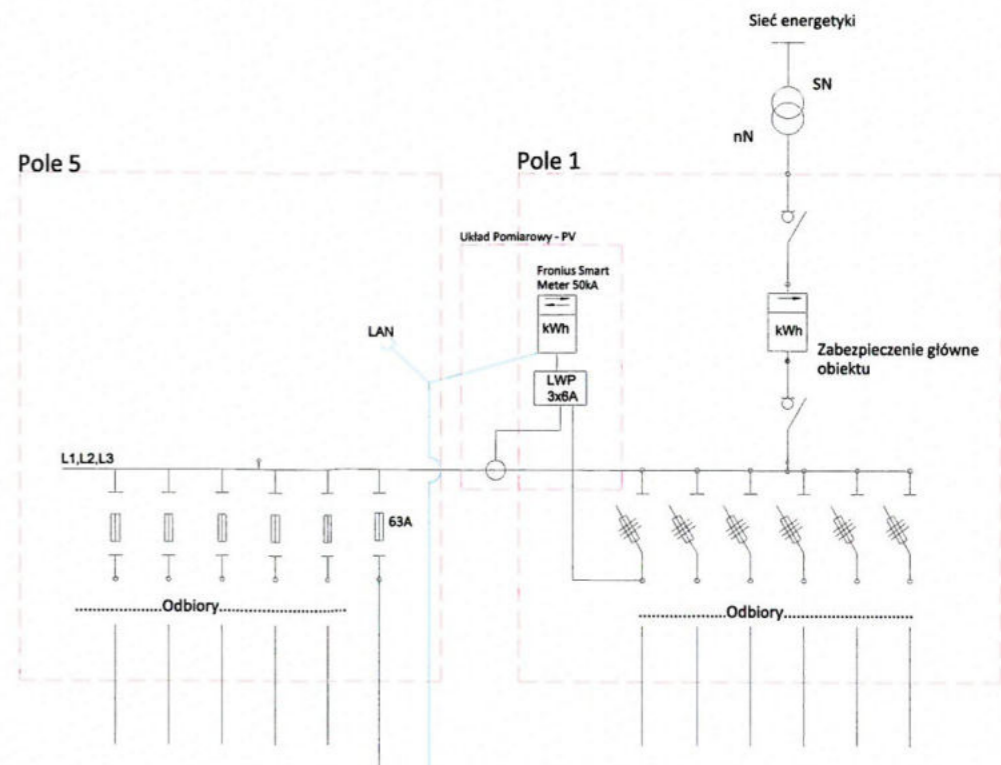 Sieć energetyki
SN
nN
Pole 5
Pole 1
Układ Pomiarowy - PV
Fronius Smart
Meter 50kA
kWh
LAN
LWP
3x6A
kWh
Zabezpieczenie główne
obiektu
L1,L2,L3
63A
Odbiory
Odbiory